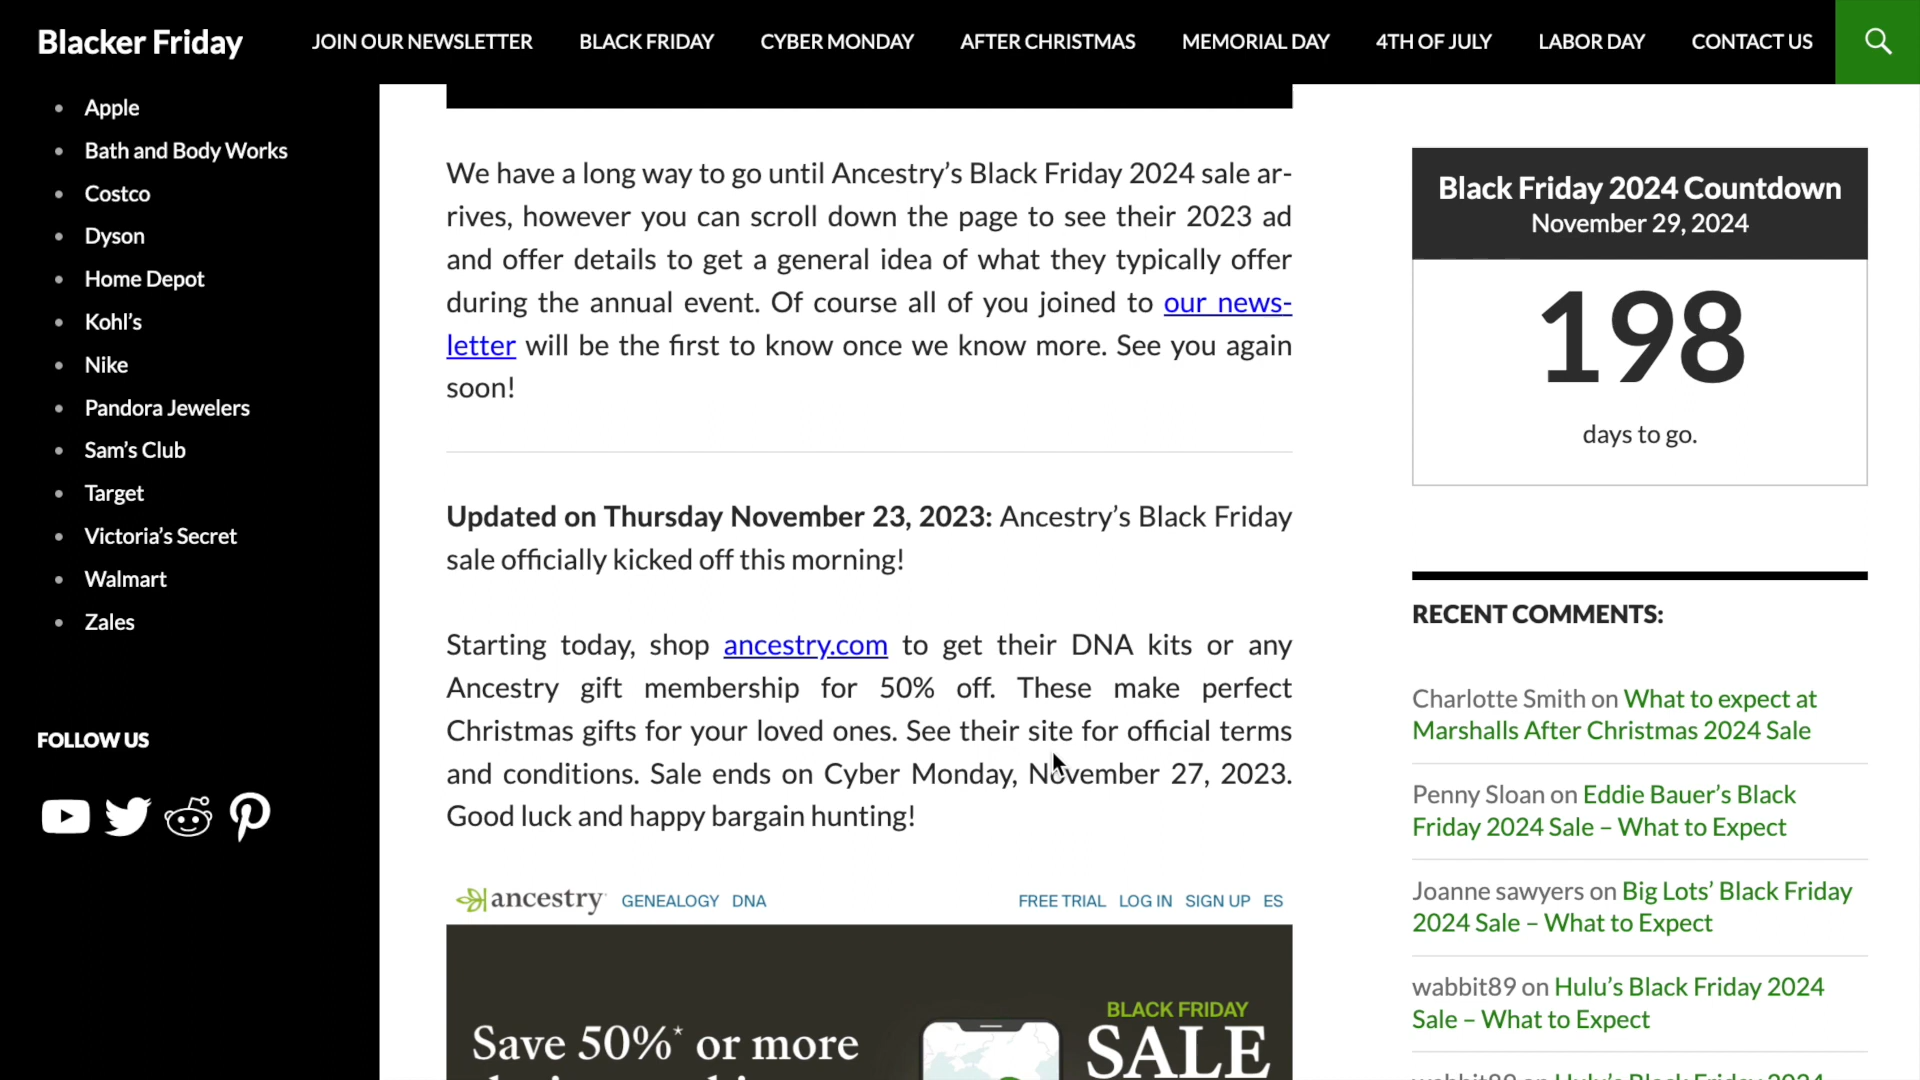 Blacker Friday
JOIN OUR NEWSLETTER BLACK FRIDAY CYBER MONDAY AFTER CHRISTMAS MEMORIAL DAY 4TH OF JULY LABOR DAY CONTACT US
Apple
Bath and Body Works
Costco
Dyson
Home Depot
Kohl's
Nike
Pandora Jewelers
Sam's Club
Target
Victoria's Secret
Walmart
Zales
FOLLOW US
We have a long way to go until Ancestry's Black Friday 2024 sale ar-
rives, however you can scroll down the page to see their 2023 ad
and offer details to get a general idea of what they typically offer
during the annual event. Of course all of you joined to our news-
letter will be the first to know once we know more. See you again
soon!
Updated on Thursday November 23, 2023: Ancestry's Black Friday
sale officially kicked off this morning!
Starting today, shop ancestry.com to get their DNA kits or any
Ancestry gift membership for 50% off. These make perfect
Christmas gifts for your loved ones. See their site for official terms
and conditions. Sale ends on Cyber Monday, November 27, 2023.
Good luck and happy bargain hunting!
ancestry GENEALOGY DNA FREE TRIAL LOG IN SIGN UP ES
Save 50%* or more
BLACK FRIDAY
SALE
Black Friday 2024 Countdown
November 29, 2024
198
days to go.
RECENT COMMENTS:
Charlotte Smith on What to expect at
Marshalls After Christmas 2024 Sale
Penny Sloan on Eddie Bauer's Black
Friday 2024 Sale – What to Expect
Joanne sawyers on Big Lots' Black Friday
2024 Sale – What to Expect
wabbit89 on Hulu's Black Friday 2024
Sale – What to Expect
wabbit89 on Hulu's Black Friday 2024